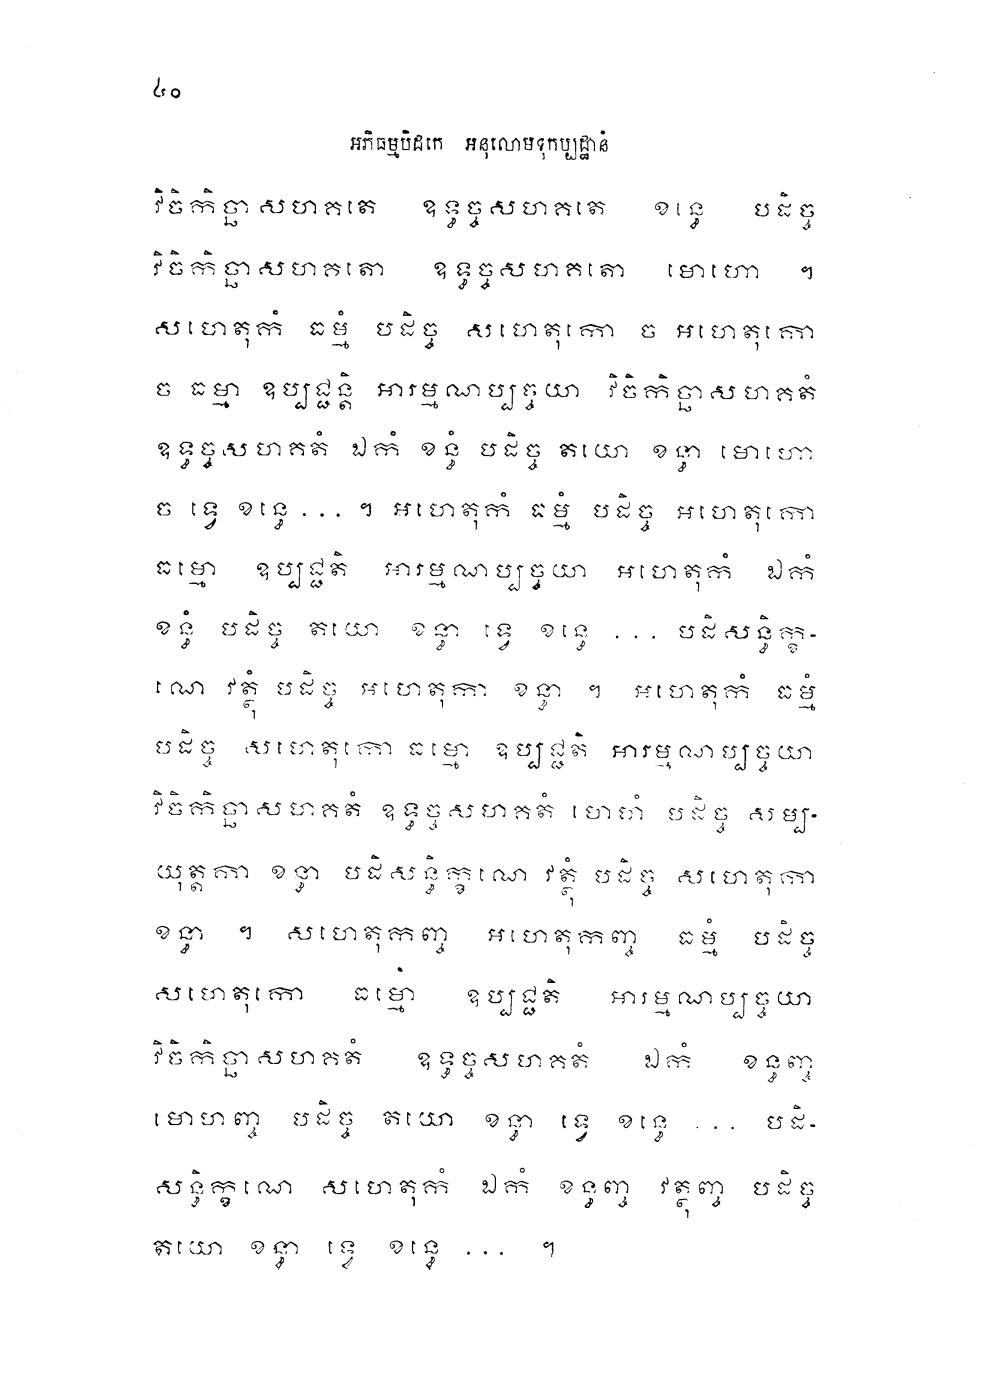 ៤០
អភិធម្មបិដកេ អនុលោមទុកប្បដ្ឋានំ
វិចិកិច្ឆាសហគតេ ឧទ្ធច្ចសហគតេ ខន្ធេ បដិច្ច
វិចិកិច្ឆាសហគតោ ឧទ្ធច្ចសហគតោ មោហោ ។
សហេតុកំ ធម្មំ បដិច្ច សហេតុកោ ច អហេតុកោ
ច ធម្មា ឧប្បជ្ជន្តិ អារម្មណប្បច្ចយា វិចិកិច្ឆាសហគតំ
ឧទ្ធច្ចសហគតំ ឯកំ ខន្ធំ បដិច្ច តយោ ខន្ធា មោហោ
ច ទ្វេ ខន្ធេ ... ។ អហេតុកំ ធម្មំ បដិច្ច អហេតុកោ
ធម្មោ ឧប្បជ្ជតិ អារម្មណប្បច្ចយា អហេតុកំ ឯកំ
ខន្ធំ បដិច្ច តយោ ខន្ធា ទ្វេ ខន្ធេ ... បដិសន្ធិក្ខ-
ណេ វត្ថុំ បដិច្ច អហេតុកា ខន្ធា ។ អហេតុកំ ធម្មំ
បដិច្ច សហេតុកោ ធម្មោ ឧប្បជ្ជតិ អារម្មណប្បច្ចយា
វិចិកិច្ឆាសហគតំ ឧទ្ធច្ចសហគតំ មោហំ បដិច្ច សម្ប-
យុត្តកា ខន្ធា បដិសន្ធិក្ខណេ វត្ថុំ បដិច្ច សហេតុកា
ខន្ធា ។ សហេតុកញ្ច អហេតុកញ្ច ធម្មំ បដិច្ច
សហេតុកោ ធម្មោ ឧប្បជ្ជតិ អារម្មណប្បច្ចយា
វិចិកិច្ឆាសហគតំ ឧទ្ធច្ចសហគតំ ឯកំ ខន្ធញ្ច
មោហញ្ច បដិច្ច តយោ ខន្ធា ទ្វេ ខន្ធេ ... បដិ-
សន្ធិក្ខណេ សហេតុកំ ឯកំ ខន្ធញ្ច វត្ថុញ្ច បដិច្ច
តយោ ខន្ធា ទ្វេ ខន្ធេ ... ។